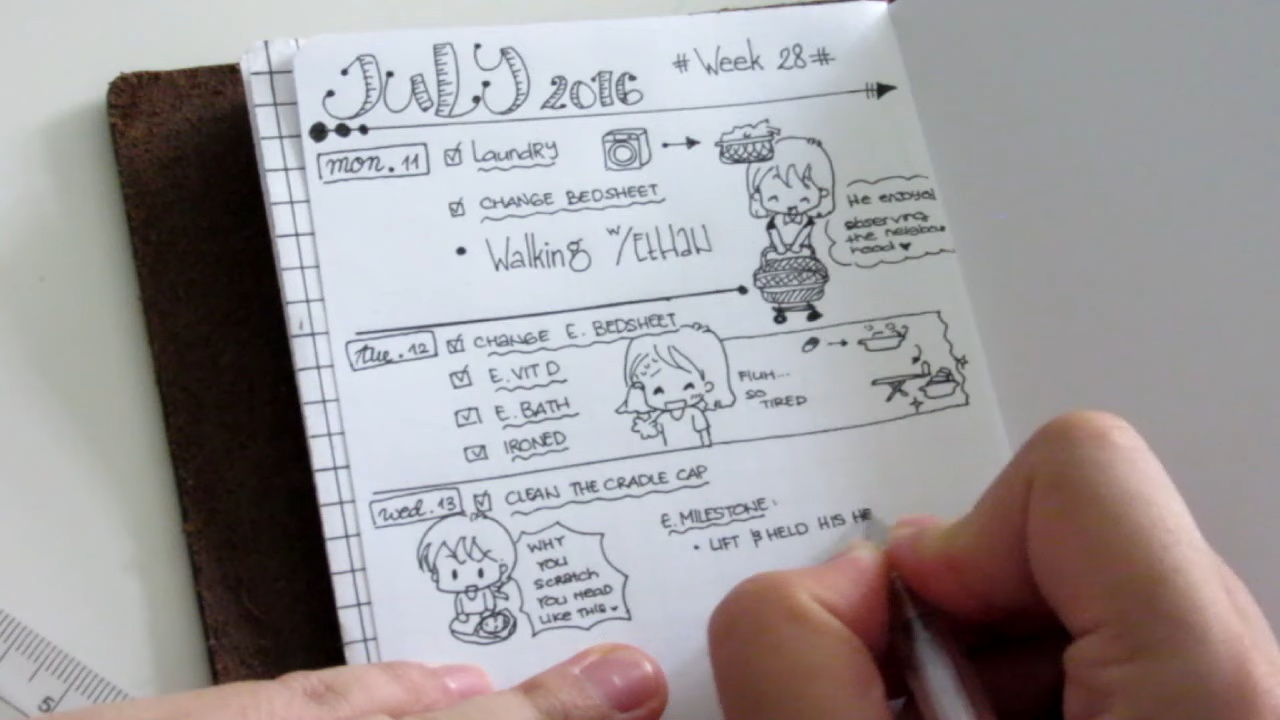 JULY 2016
#Week 28#
mon.11
LaunDRY
CHANGE BEDSHEET
Walking w/EtHaN
He enjoyed
observing
the neighbou
hood ♥
tue.12
CHANGE E. BEDSHEET
E. VIT D
E. BATH
IRONED
FIUH...
SO
TIRED
wed.13
CLEAN THE CRADLE CAP
WHY
YOU
SCRatCH
YOU HEAD
LIKE THIS
E. MILESTONE:
• LIFT & HELD HIS HE
5